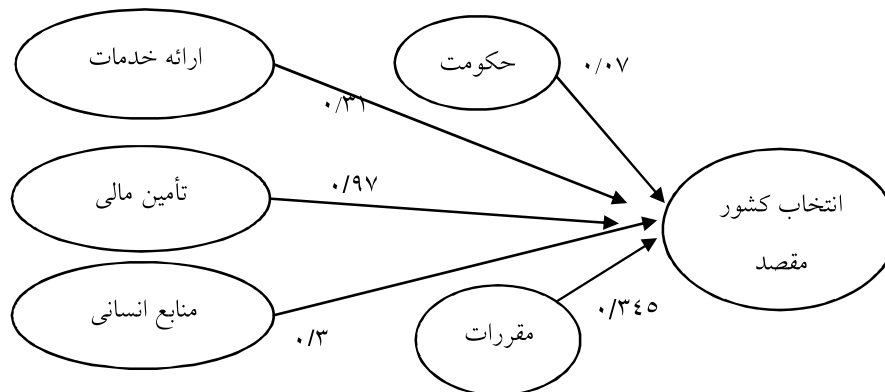 ارائه خدمات
حکومت
۰/۰۷
۰/۳۱
تأمین مالی
۰/۹۷
انتخاب کشور
مقصد
منابع انسانی
۰/۳
مقررات
۰/۳٤٥